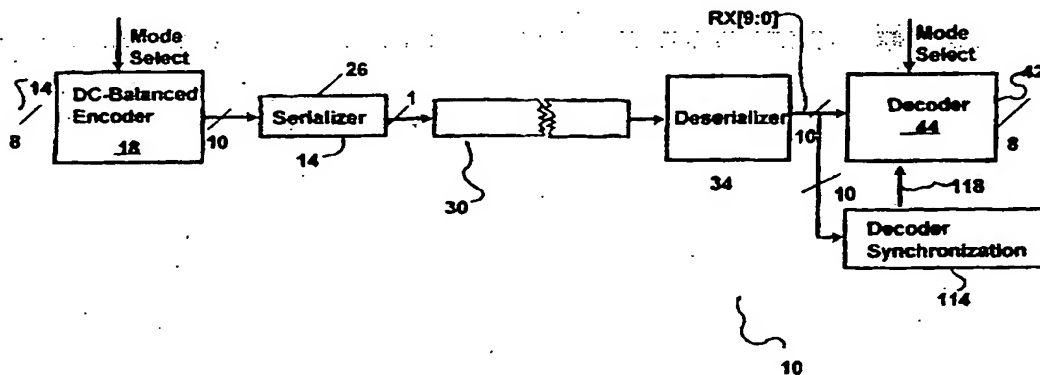 RX[9:0]
Mode
Select
Mode
Select
14
8
DC-Balanced
Encoder
18
10
26
Serializer
14
1
30
Deserializer
34
10
10
Decoder
44
42
8
118
Decoder
Synchronization
114
10